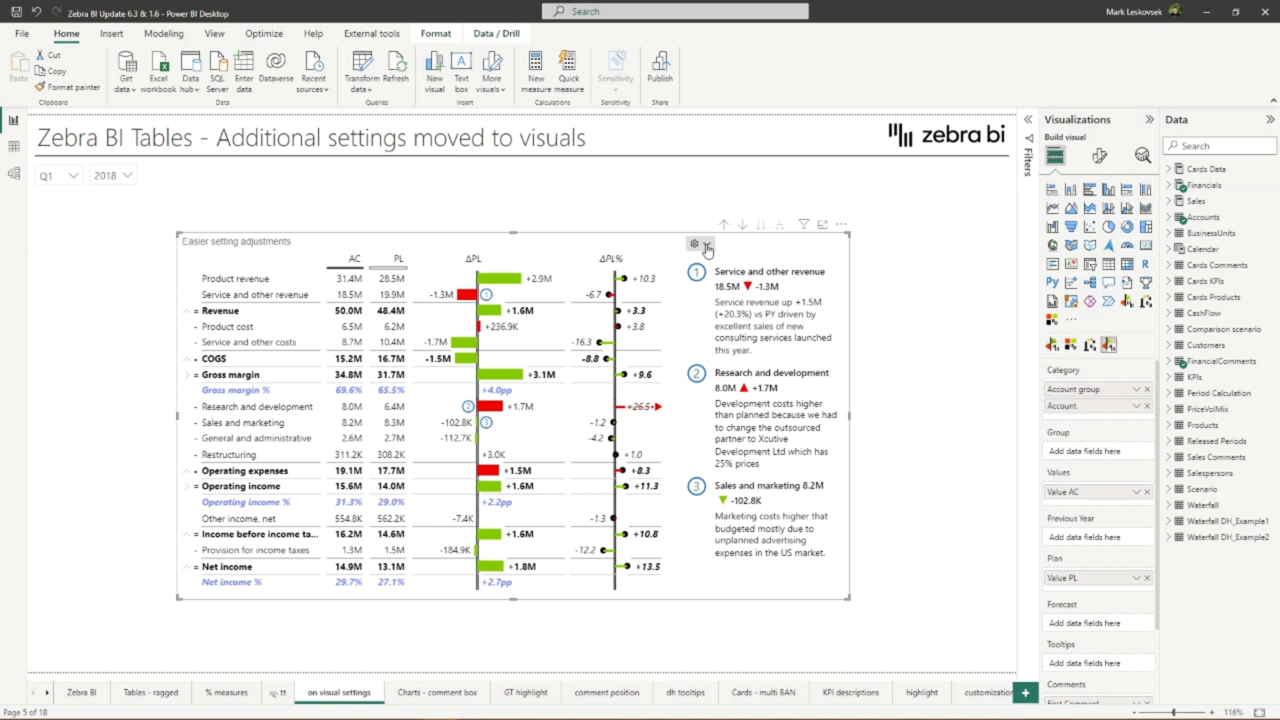 Zebra BI Update 6.3 & 1.6 - Power BI Desktop
Search
Mark Leskovsek
File Home Insert Modeling View Optimize Help External tools Format Data / Drill
Paste
Cut
Copy
Format painter
Get data
Excel workbook
Data hub
SQL Server
Enter data
Dataverse
Recent sources
Transform data
Refresh
New visual
Text box
More visuals
New measure
Quick measure
Sensitivity
Publish
Clipboard Data Queries Insert Calculations Sensitivity Share
Zebra BI Tables - Additional settings moved to visuals
zebra bi
Q1 2018
Easier setting adjustments
AC PL ΔPL ΔPL%
Product revenue 31.4M 28.5M +2.9M +10.3
Service and other revenue 18.5M 19.9M -1.3M 1 -6.7
= Revenue 50.0M 48.4M +1.6M +3.3
- Product cost 6.5M 6.2M +236.9K +3.8
- Service and other costs 8.7M 10.4M -1.7M -16.3
- COGS 15.2M 16.7M -1.5M -8.8
= Gross margin 34.8M 31.7M +3.1M +9.6
Gross margin % 69.6% 65.5% +4.0pp
- Research and development 8.0M 6.4M 2 +1.7M +26.5
- Sales and marketing 8.2M 8.3M -102.8K 3 -1.2
- General and administrative 2.6M 2.7M -112.7K -4.2
- Restructuring 311.2K 308.2K +3.0K +1.0
- Operating expenses 19.1M 17.7M +1.5M +8.3
= Operating income 15.6M 14.0M +1.6M +11.3
Operating income % 31.3% 29.0% +2.2pp
Other income, net 554.8K 562.2K -7.4K -1.3
= Income before income ta... 16.2M 14.6M +1.6M +10.8
- Provision for income taxes 1.3M 1.5M -184.9K -12.2
= Net income 14.9M 13.1M +1.8M +13.5
Net income % 29.7% 27.1% +2.7pp
1 Service and other revenue
18.5M ▼ -1.3M
Service revenue up +1.5M
(+20.3%) vs PY driven by
excellent sales of new
consulting services launched
this year.
2 Research and development
8.0M ▲ +1.7M
Development costs higher
than planned because we had
to change the outsourced
partner to Xcutive
Development Ltd which has
25% prices
3 Sales and marketing 8.2M
▼ -102.8K
Marketing costs higher that
budgeted mostly due to
unplanned advertising
expenses in the US market.
Filters
Visualizations
Build visual
Category
Account group
Account
Group
Add data fields here
Values
Value AC
Previous Year
Add data fields here
Plan
Value PL
Forecast
Add data fields here
Tooltips
Add data fields here
Comments
First Comment
Data
Search
Cards Data
Financials
Sales
Accounts
BusinessUnits
Calendar
Cards Comments
Cards KPIs
Cards Products
CashFlow
Comparison scenario
Customers
FinancialComments
KPIs
Period Calculation
PriceVolMix
Products
Released Periods
Sales Comments
Salespersons
Scenario
Waterfall
Waterfall DH_Example1
Waterfall DH_Example2
Zebra BI Tables - ragged % measures tt on visual settings Charts - comment box GT highlight comment position dh tooltips Cards - multi BAN KPI descriptions highlight customization
Page 5 of 18
116%